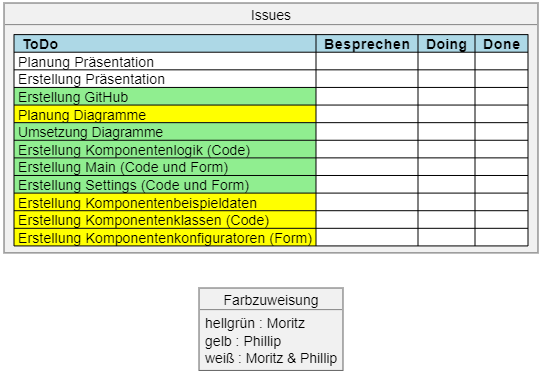 Issues
ToDo Besprechen Doing Done
Planung Präsentation
Erstellung Präsentation
Erstellung GitHub
Planung Diagramme
Umsetzung Diagramme
Erstellung Komponentenlogik (Code)
Erstellung Main (Code und Form)
Erstellung Settings (Code und Form)
Erstellung Komponentenbeispieldaten
Erstellung Komponentenklassen (Code)
Erstellung Komponentenkonfiguratoren (Form)
Farbzuweisung
hellgrün : Moritz
gelb : Phillip
weiß : Moritz & Phillip